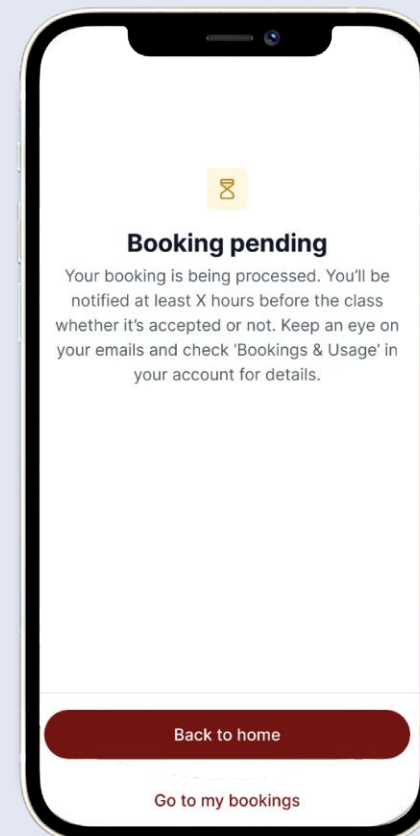 Booking pending
Your booking is being processed. You’ll be
notified at least X hours before the class
whether it’s accepted or not. Keep an eye on
your emails and check ‘Bookings & Usage’ in
your account for details.
Back to home
Go to my bookings